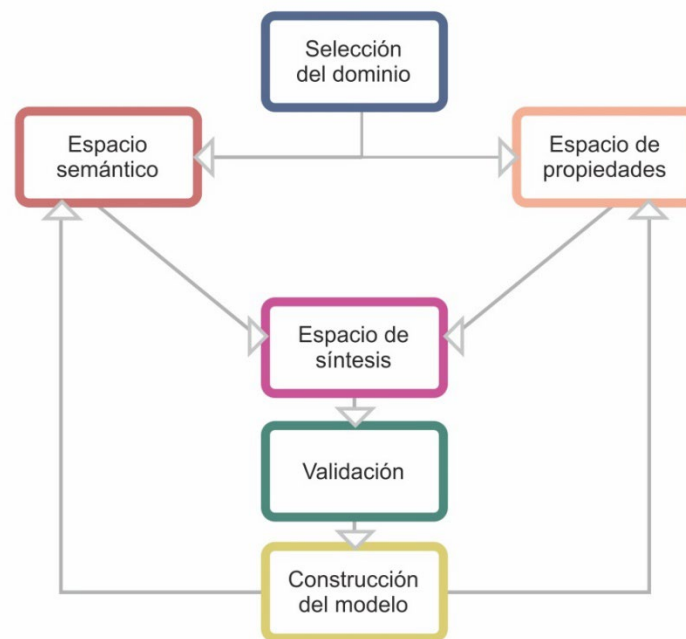 Selección
del dominio
Espacio
semántico
Espacio de
propiedades
Espacio de
síntesis
Validación
Construcción
del modelo